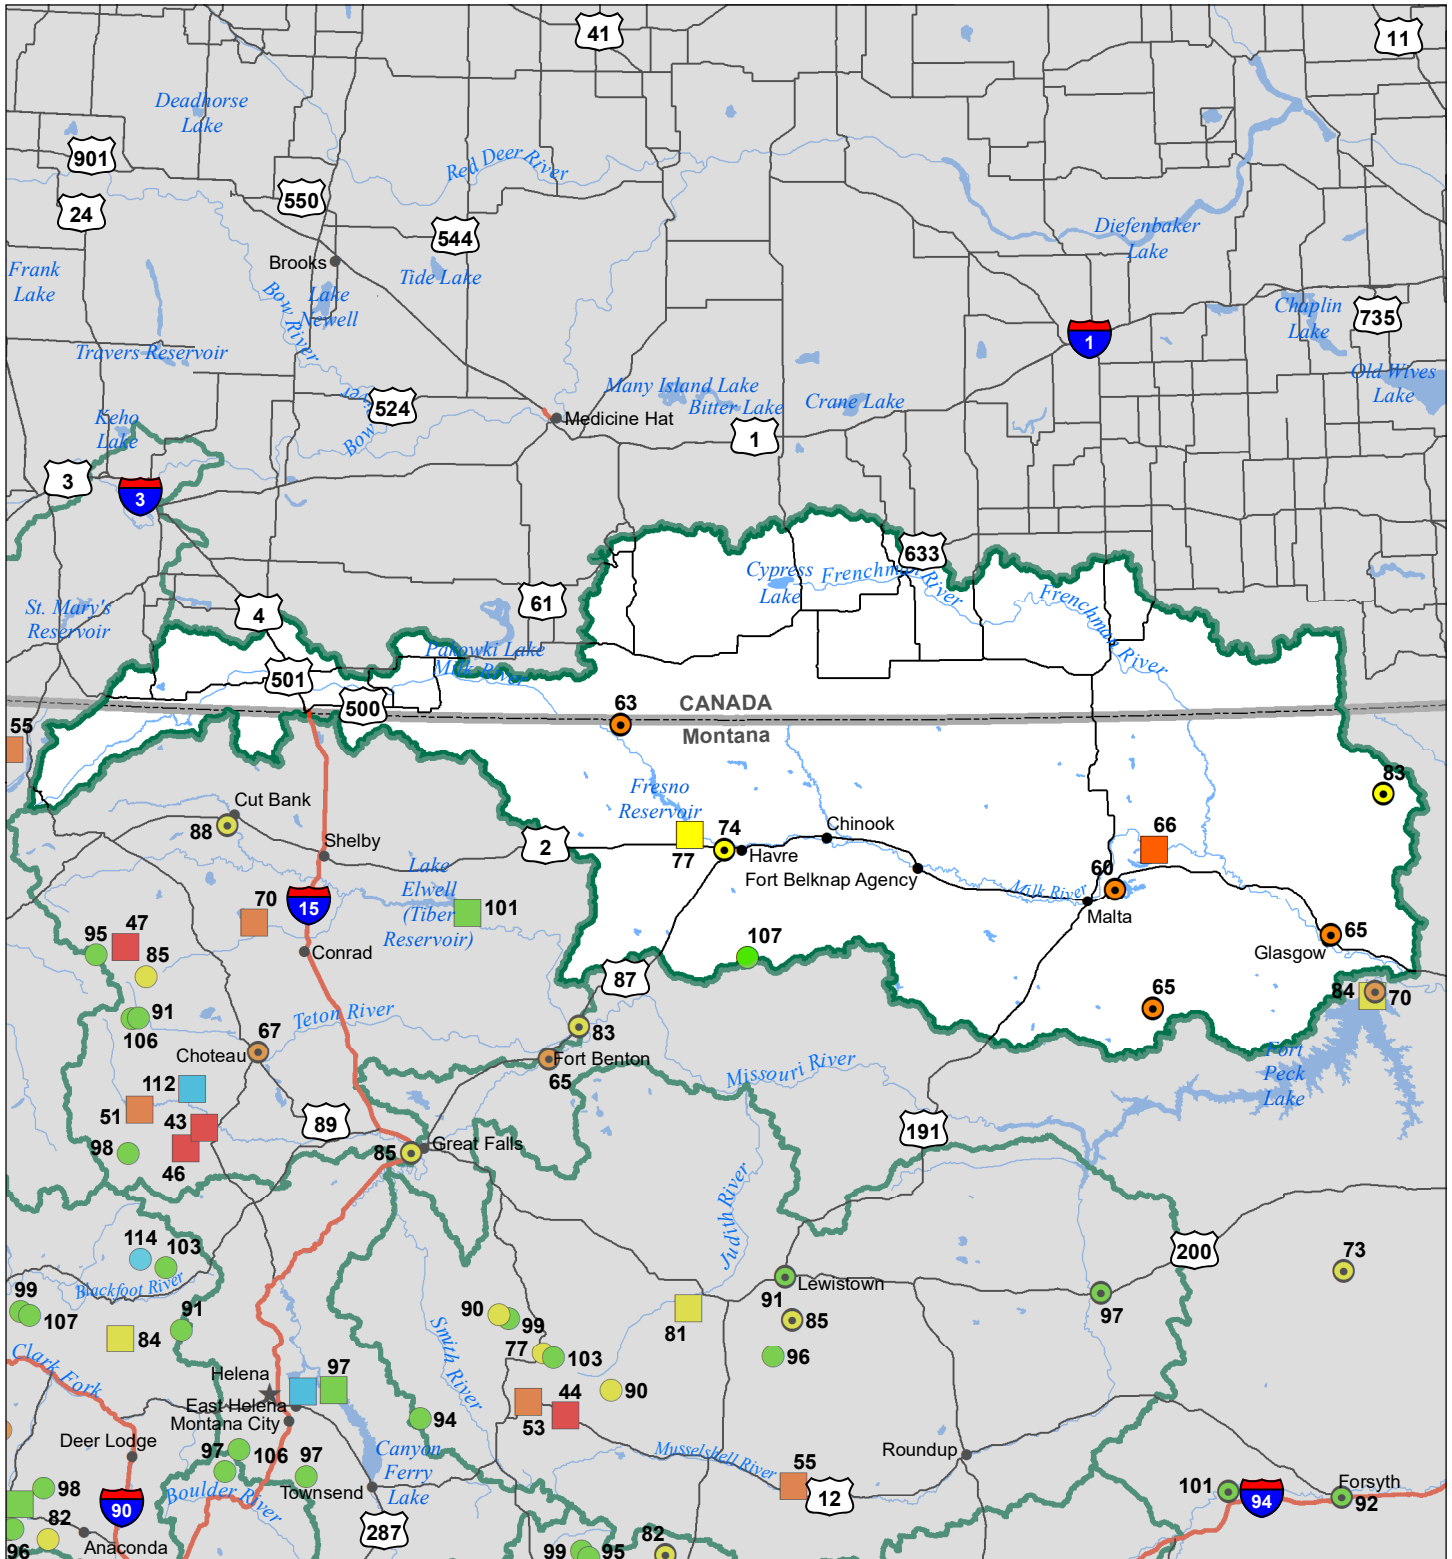 41
11
Deadhorse
Lake
901
Red Deer River
550
24
544
Diefenbaker
Lake
Brooks
Frank
Lake
Tide Lake
Bow River
Lake
Newell
Chaplin
Lake
735
1
Travers Reservoir
Many Island Lake
Bitter Lake
Crane Lake
Old Wives
Lake
524
Keho
Lake
Bow
Medicine Hat
1
3
3
633
Cypress
Lake
Frenchman River
61
4
St. Mary's
Reservoir
Frenchman River
Pakowki Lake
Milk River
501
500
63
CANADA
Montana
55
83
Fresno
Reservoir
Cut Bank
88
Shelby
2
77
74
Havre
Chinook
Fort Belknap Agency
66
60
Milk River
Malta
Lake
Elwell
(Tiber
Reservoir)
101
15
70
47
95
85
Conrad
107
65
Glasgow
87
84
70
65
91
106
Teton River
83
67
Choteau
Fort Benton
65
Missouri River
Fort
Peck
Lake
112
51
43
46
98
89
85
Great Falls
191
Judith River
200
114
103
Blackfoot River
73
99
107
91
84
Lewistown
91
85
97
90
99
81
77
103
96
Smith River
Clark Fork
Helena
97
East Helena
Montana City
90
44
53
94
Deer Lodge
97
106
97
Canyon
Ferry
Lake
Townsend
Musselshell River
55
12
Roundup
98
90
Boulder River
101
94
Forsyth
92
82
96
Anaconda
287
99
95
82